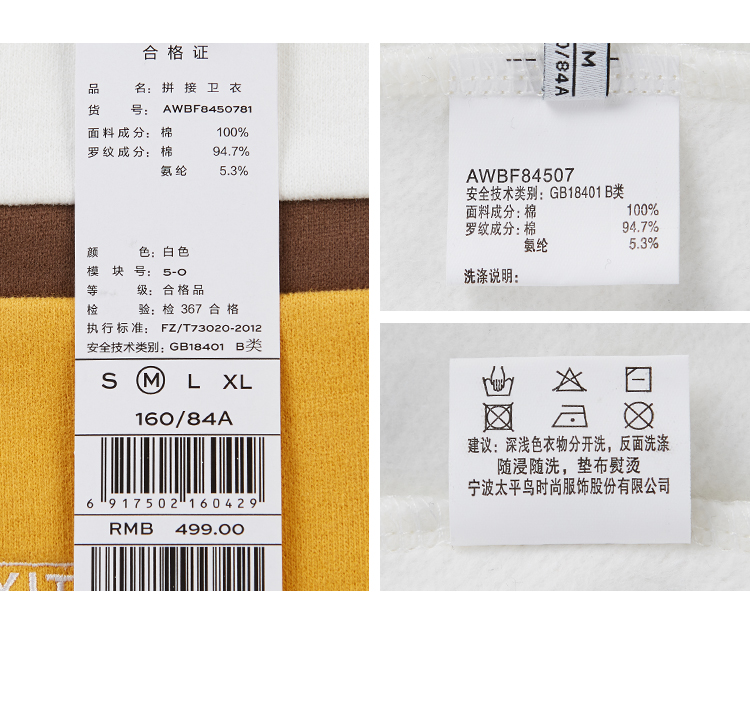 合格证
品 名: 拼接卫衣
货 号: AWBF8450781
面料成分: 棉 100%
罗纹成分: 棉 94.7%
氨纶 5.3%
颜 色: 白色
模块号: 5-0
等 级: 合格品
检 验: 检 367 合格
执行标准: FZ/T73020-2012
安全技术类别: GB18401 B类
S M L XL
160/84A
6 917502 160429
RMB 499.00
M
160/84A
AWBF84507
安全技术类别: GB18401 B类
面料成分: 棉 100%
罗纹成分: 棉 94.7%
氨纶 5.3%
洗涤说明:
建议: 深浅色衣物分开洗, 反面洗涤
随浸随洗, 垫布熨烫
宁波太平鸟时尚服饰股份有限公司